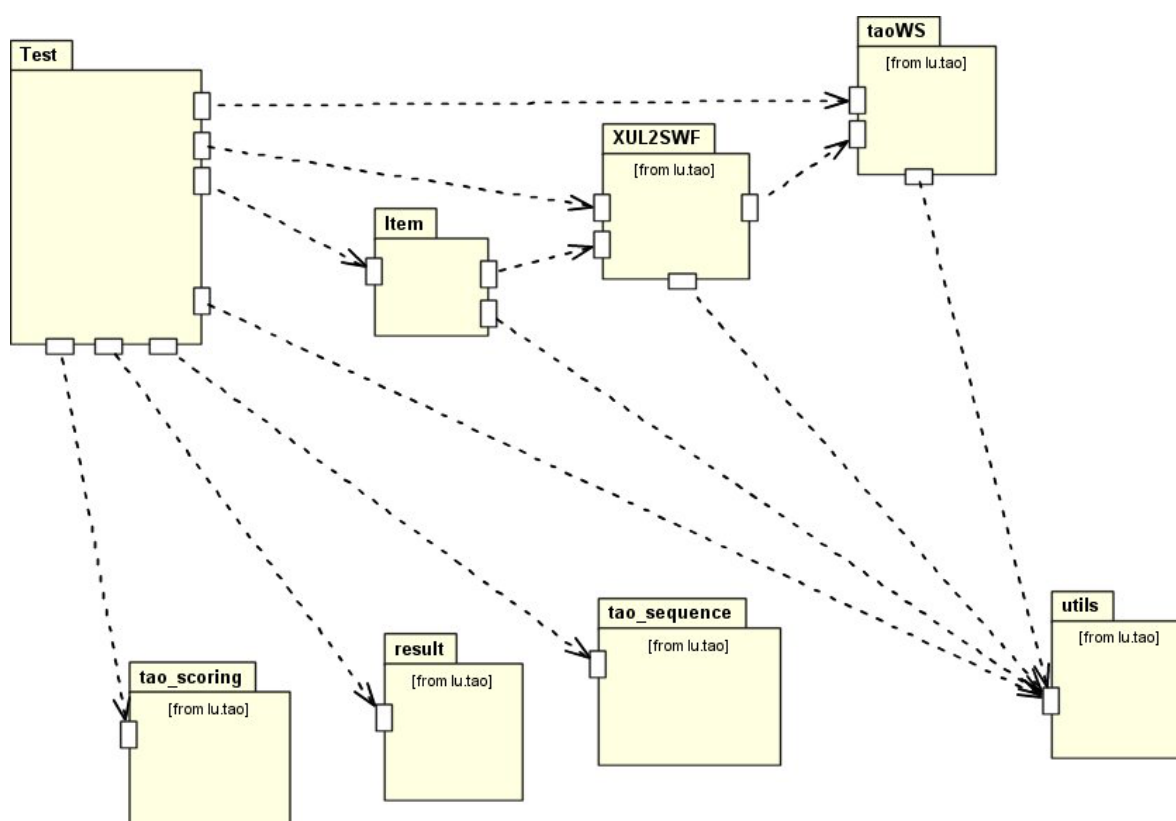 taoWS
[from lu.tao]
Test
XUL2SWF
[from lu.tao]
Item
utils
[from lu.tao]
tao_sequence
[from lu.tao]
result
[from lu.tao]
tao_scoring
[from lu.tao]